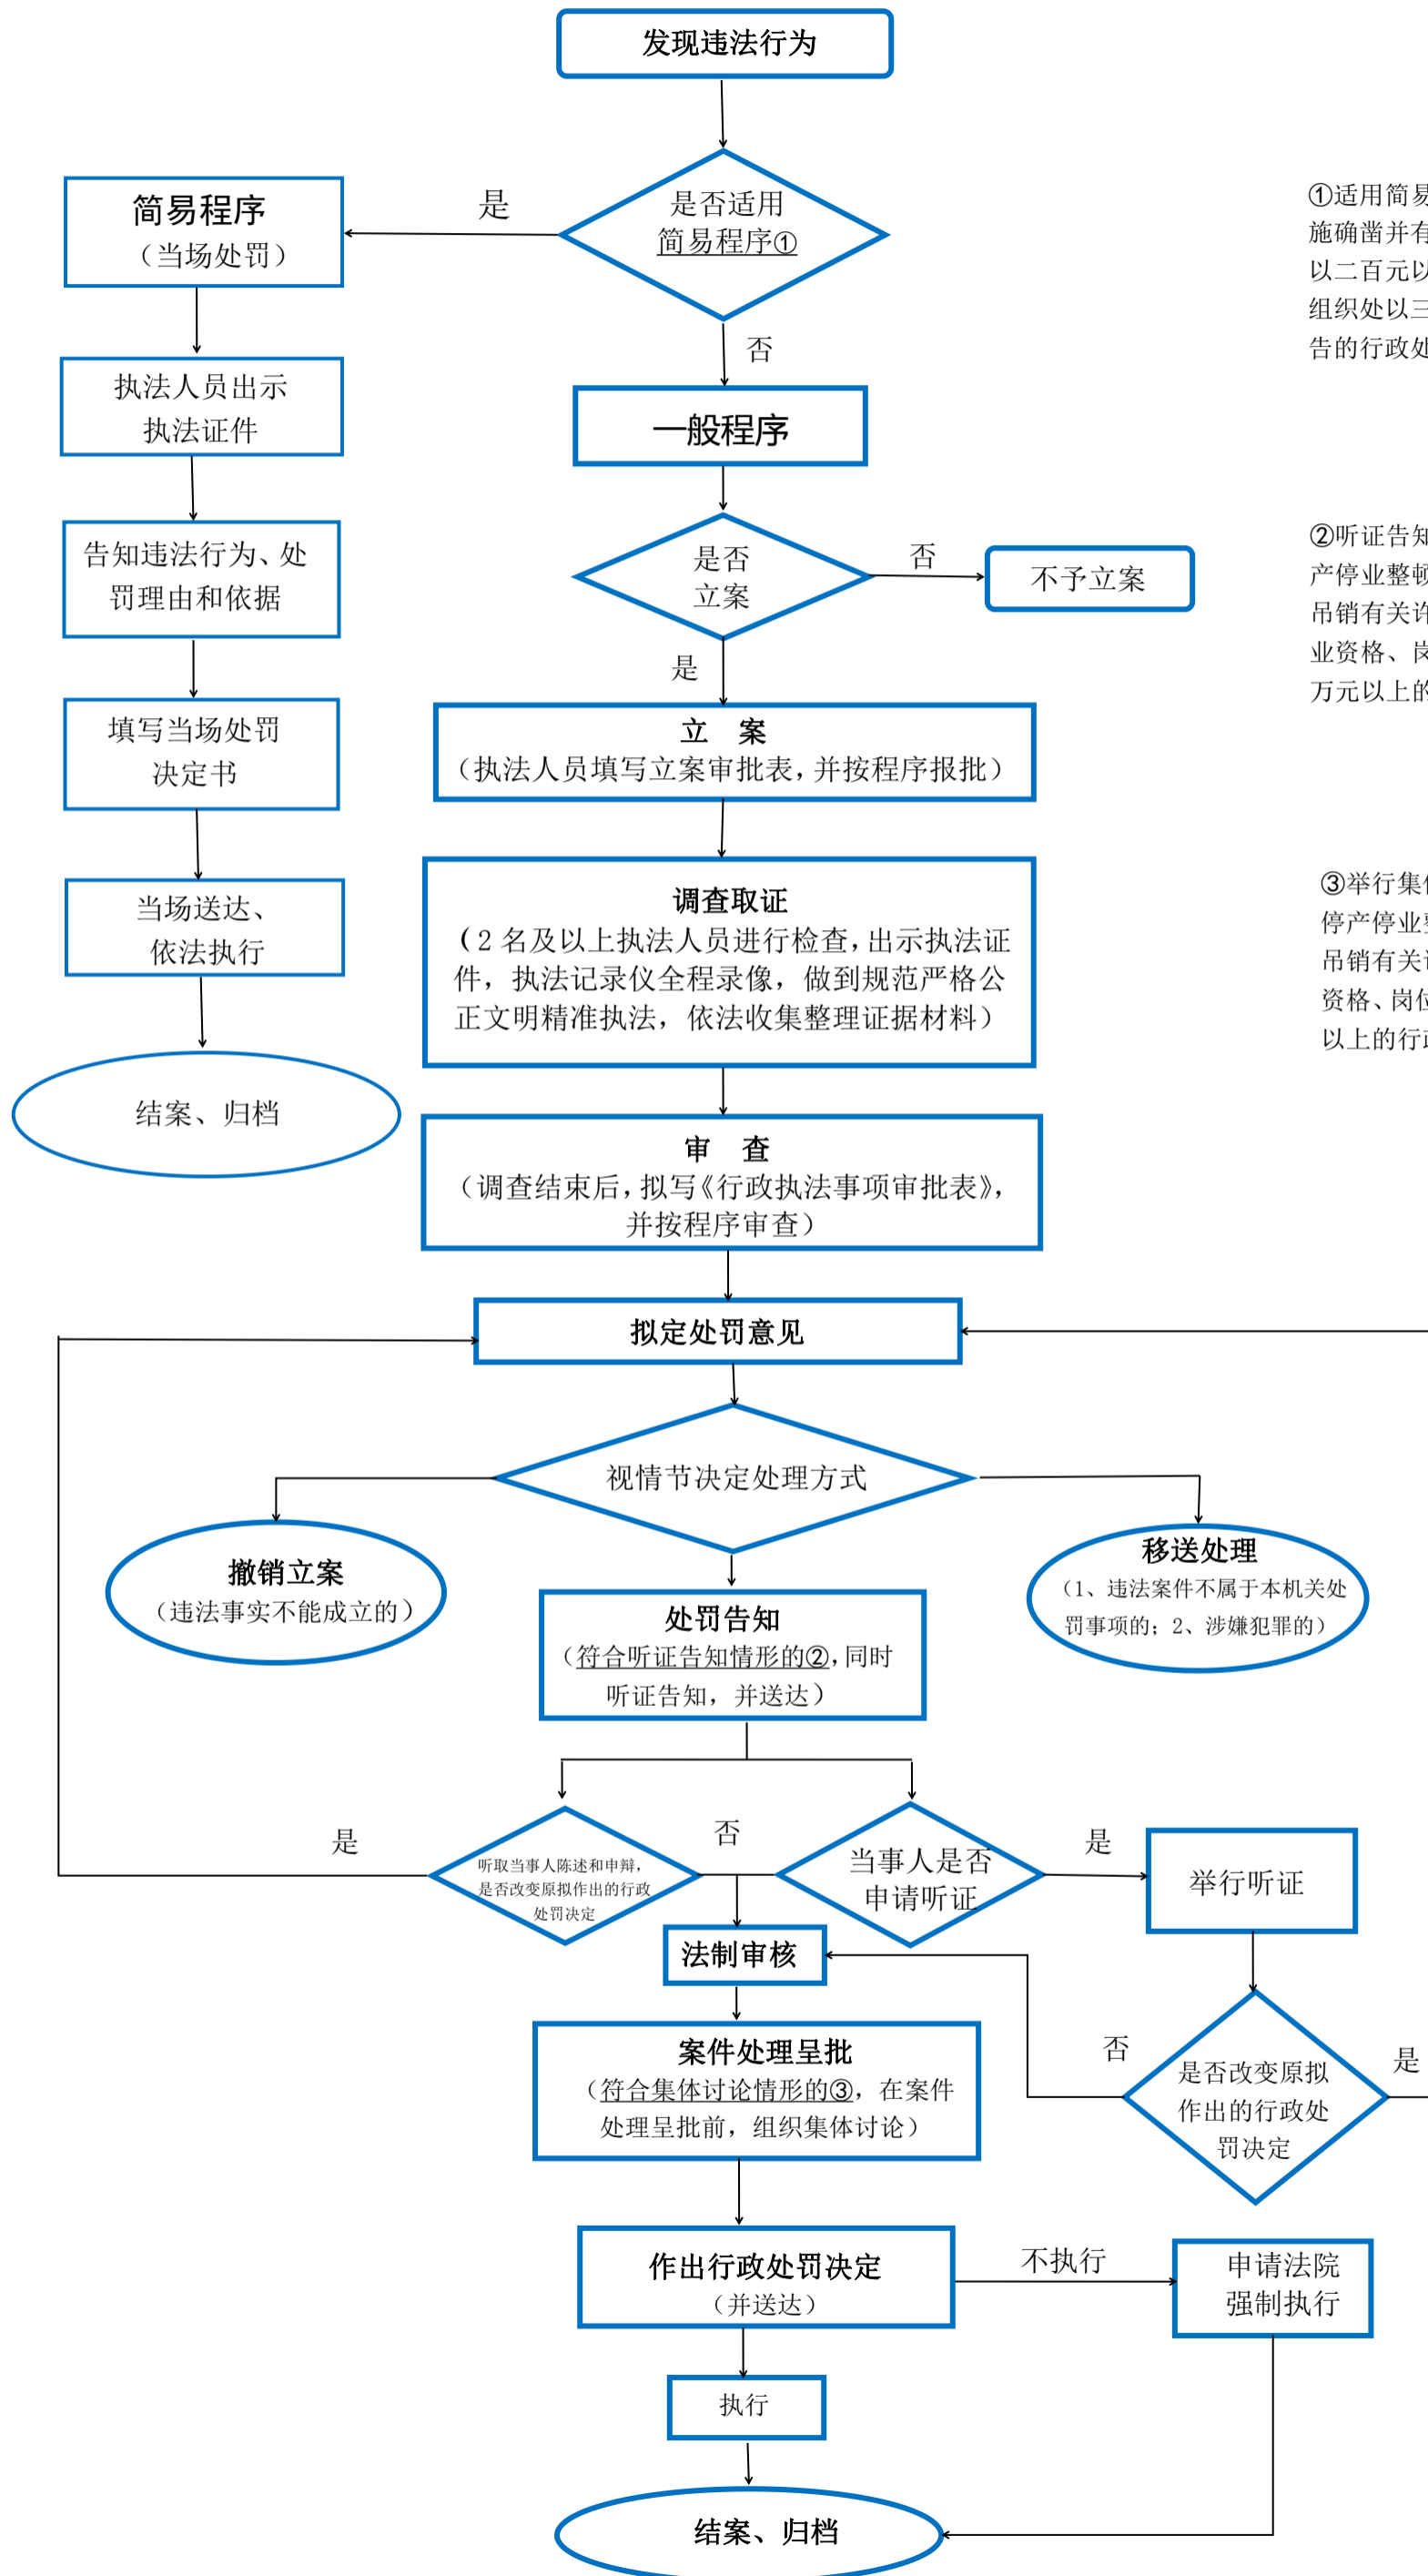 发现违法行为
是否适用
简易程序①
是
简易程序
（当场处罚）
否
执法人员出示
执法证件
一般程序
告知违法行为、处
罚理由和依据
是否
立案
否
不予立案
是
填写当场处罚
决定书
立 案
（执法人员填写立案审批表，并按程序报批）
当场送达、
依法执行
调查取证
（2 名及以上执法人员进行检查，出示执法证
件，执法记录仪全程录像，做到规范严格公
正文明精准执法，依法收集整理证据材料）
结案、归档
审 查
（调查结束后，拟写《行政执法事项审批表》，
并按程序审查）
拟定处罚意见
视情节决定处理方式
撤销立案
（违法事实不能成立的）
移送处理
（1、违法案件不属于本机关处
罚事项的；2、涉嫌犯罪的）
处罚告知
（符合听证告知情形的②，同时
听证告知，并送达）
是
听取当事人陈述和申辩，
是否改变原拟作出的行政
处罚决定
否
当事人是否
申请听证
是
举行听证
法制审核
案件处理呈批
（符合集体讨论情形的③，在案件
处理呈批前，组织集体讨论）
否
是否改变原拟
作出的行政处
罚决定
是
作出行政处罚决定
（并送达）
不执行
申请法院
强制执行
执行
结案、归档
①适用简易
施确凿并有
以二百元以
组织处以三
告的行政处
②听证告知
产停业整顿
吊销有关许
业资格、岗
万元以上的
③举行集体
停产停业整
吊销有关许
资格、岗位
以上的行政